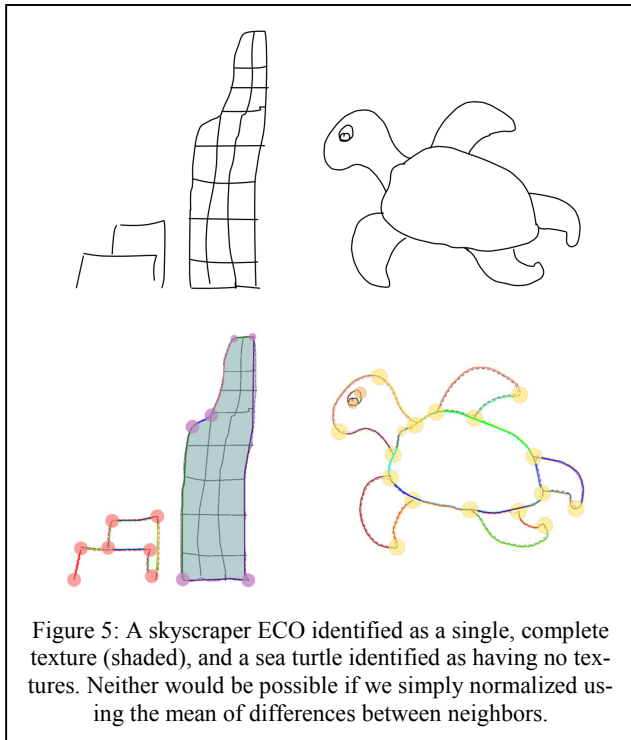 Figure 5: A skyscraper ECO identified as a single, complete
texture (shaded), and a sea turtle identified as having no tex-
tures. Neither would be possible if we simply normalized us-
ing the mean of differences between neighbors.